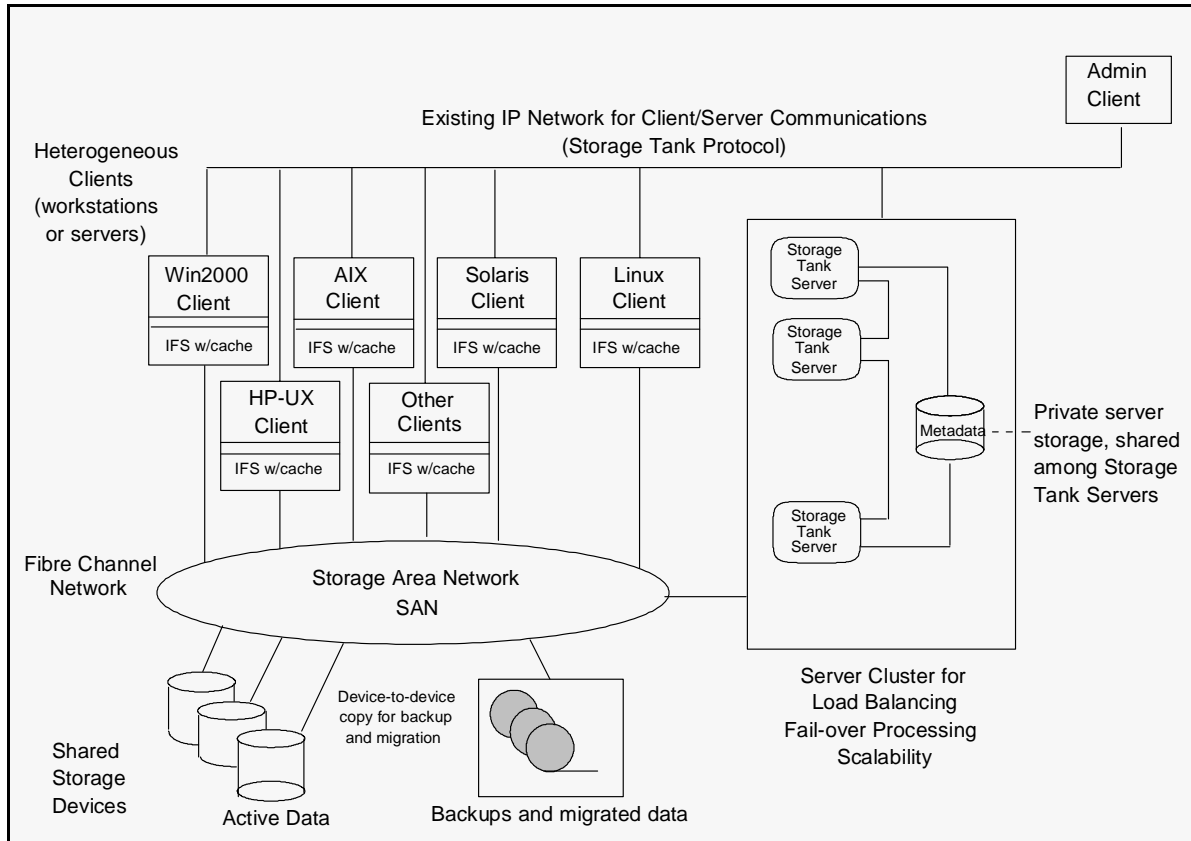 Admin
Client
Existing IP Network for Client/Server Communications
(Storage Tank Protocol)
Heterogeneous
Clients
(workstations
or servers)
Win2000
Client
IFS w/cache
AIX
Client
IFS w/cache
Solaris
Client
IFS w/cache
Linux
Client
IFS w/cache
HP-UX
Client
IFS w/cache
Other
Clients
IFS w/cache
Storage
Tank
Server
Storage
Tank
Server
Metadata
Storage
Tank
Server
Private server
storage, shared
among Storage
Tank Servers
Fibre Channel
Network
Storage Area Network
SAN
Server Cluster for
Load Balancing
Fail-over Processing
Scalability
Shared
Storage
Devices
Active Data
Device-to-device
copy for backup
and migration
Backups and migrated data